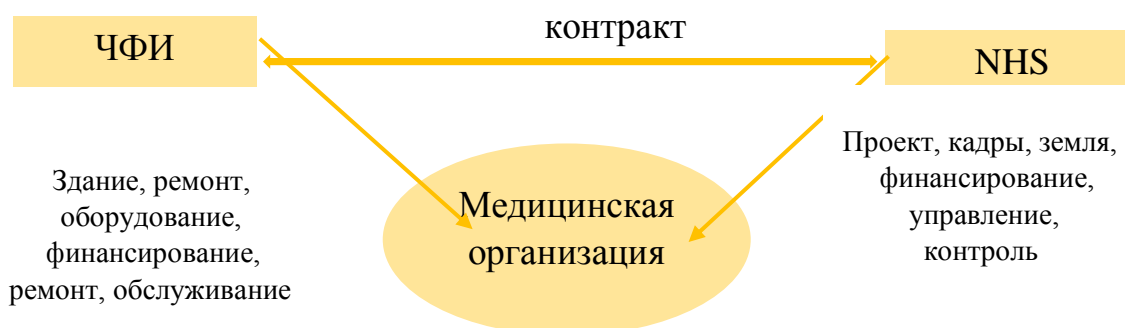 ЧФИ
контракт
NHS
Здание, ремонт,
оборудование,
финансирование,
ремонт, обслуживание
Медицинская
организация
Проект, кадры, земля,
финансирование,
управление,
контроль